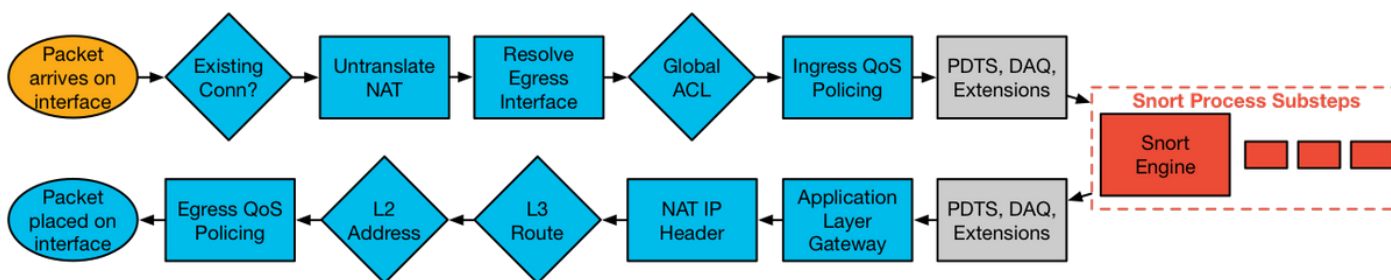 Packet
arrives on
interface
Existing
Conn?
Untranslate
NAT
Resolve
Egress
Interface
Global
ACL
Ingress QoS
Policing
PDTS, DAQ,
Extensions
Snort Process Substeps
Snort
Engine
Packet
placed on
interface
Egress QoS
Policing
L2
Address
L3
Route
NAT IP
Header
Application
Layer
Gateway
PDTS, DAQ,
Extensions